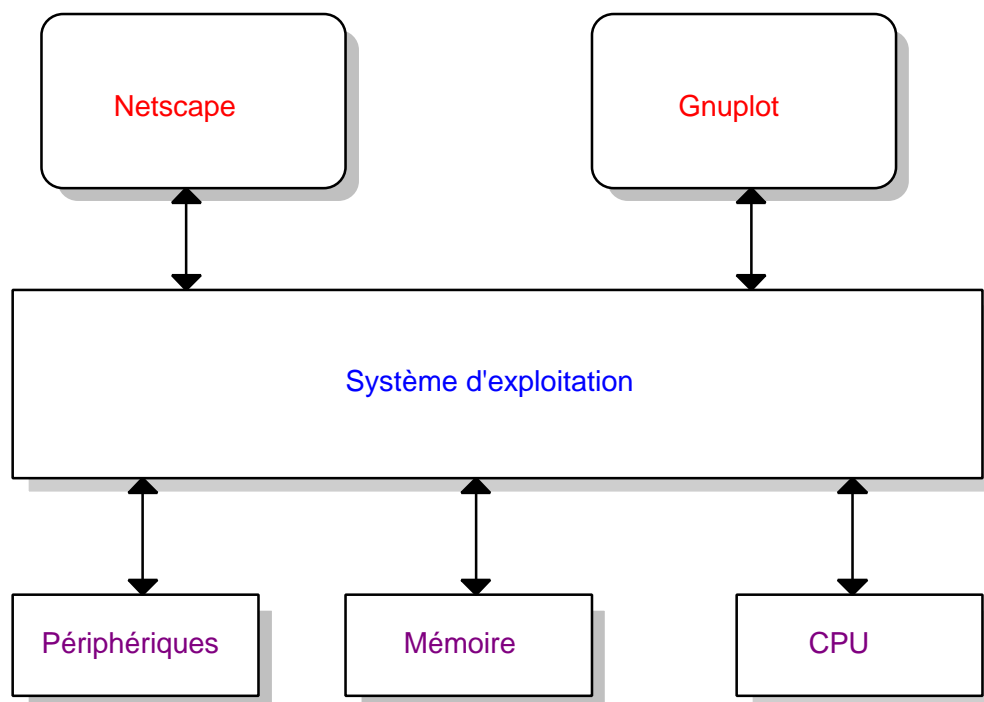 Netscape
Gnuplot
Système d'exploitation
Périphériques
Mémoire
CPU